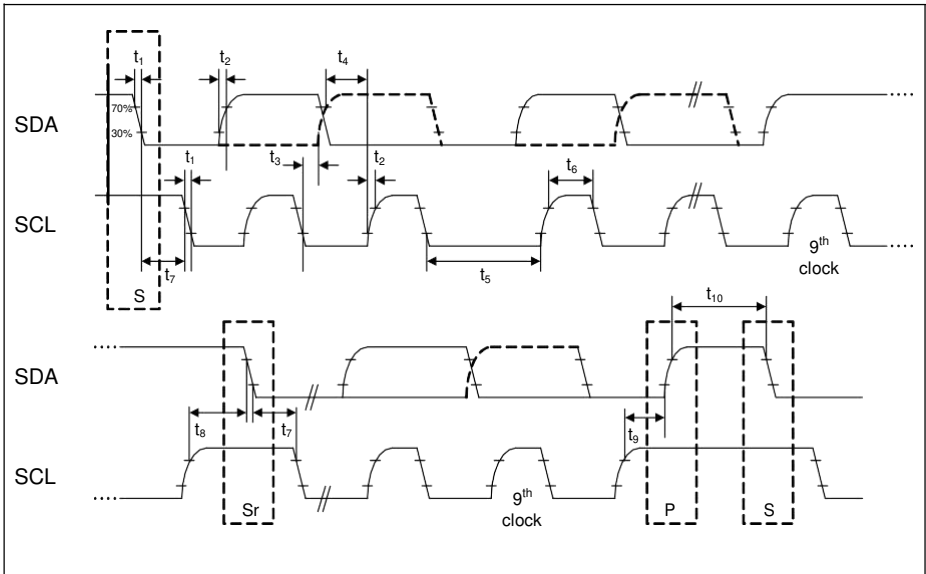 t1 t2 t4
SDA
70%
30%
t1 t3 t2 t6
SCL
t7 t5
9th
clock
S
t10
SDA
t8 t7 t9
SCL
9th
clock
Sr P S